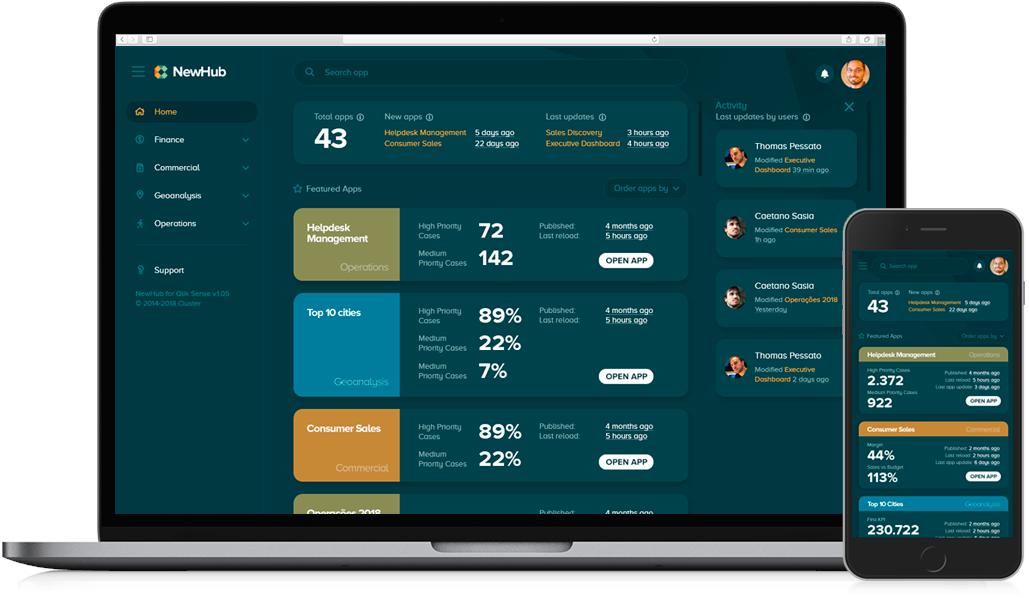 NewHub
Search app
Home
Finance
Commercial
Geoanalysis
Operations
Support
NewHub for Qlik Sense v1.05
© 2014-2018 Cluster
Total apps
43
New apps
Helpdesk Management 5 days ago
Consumer Sales 22 days ago
Last updates
Sales Discovery 3 hours ago
Executive Dashboard 4 hours ago
Featured Apps
Order apps by
Helpdesk
Management
Operations
High Priority
Cases
72
Medium
Priority Cases
142
Published: 4 months ago
Last reload: 5 hours ago
OPEN APP
Top 10 cities
Geoanalysis
High Priority
Cases
89%
Medium
Priority Cases
22%
Medium
Priority Cases
7%
Published: 4 months ago
Last reload: 5 hours ago
OPEN APP
Consumer Sales
Commercial
High Priority
Cases
89%
Medium
Priority Cases
22%
Published: 4 months ago
Last reload: 5 hours ago
OPEN APP
Operações 2018
Published: 4 months ago
Activity
Last updates by users
Thomas Pessato
Modified Executive
Dashboard 39 min ago
Caetano Sasia
Modified Consumer Sales
1h ago
Caetano Sasia
Modified Operações 2018
Yesterday
Thomas Pessato
Modified Executive
Dashboard 2 days ago
Search app
Total apps
43
New apps
Helpdesk Management 5 days ago
Consumer Sales 22 days ago
Featured Apps
Order apps by
Helpdesk Management Operations
High Priority Cases
2.372
Medium Priority Cases
922
Published: 4 months ago
Last reload: 5 hours ago
Last app update: 3 days ago
OPEN APP
Consumer Sales Commercial
Margin
44%
Sales vs Budget
113%
Published: 2 months ago
Last reload: 2 hours ago
Last app update: 6 days ago
OPEN APP
Top 10 Cities Geoanalysis
First KPI
230.722
Published: 2 months ago
Last reload: 2 hours ago